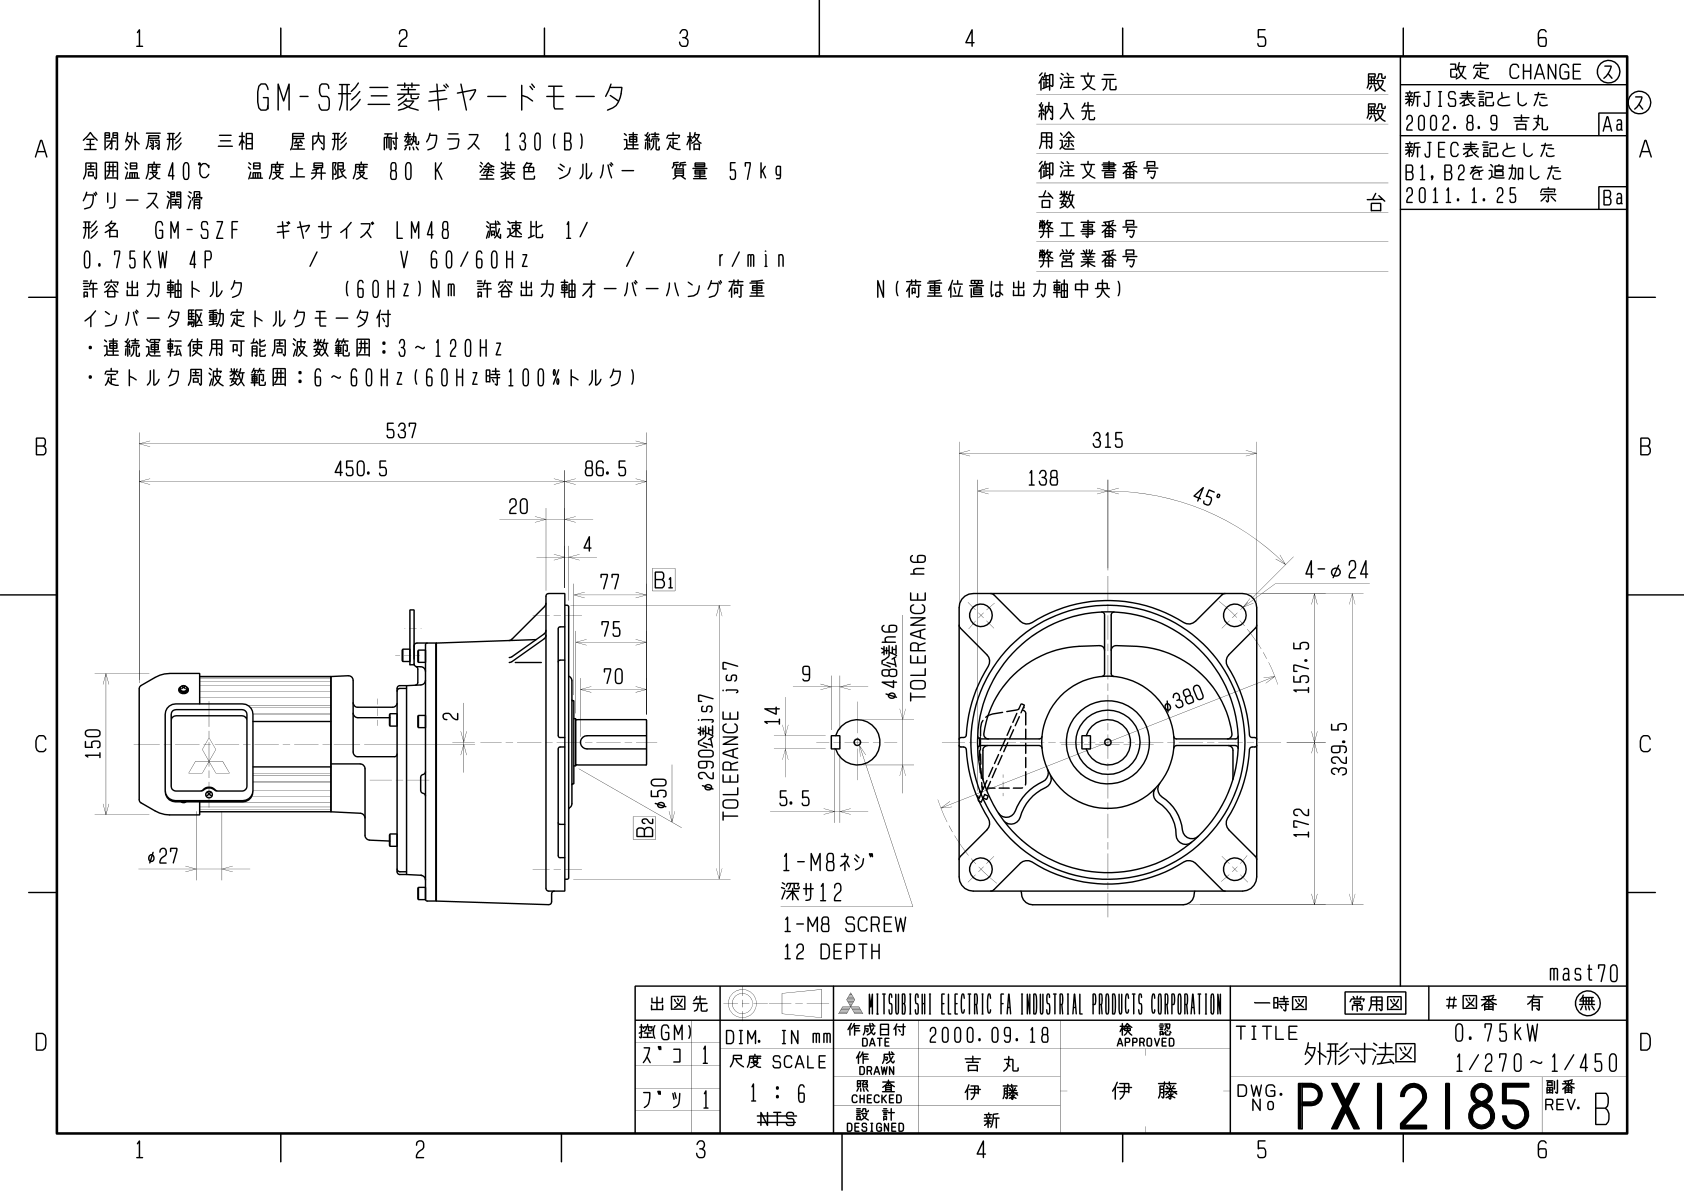 1 2 3 4 5 6
GM-S形三菱ギヤードモータ
全閉外扇形 三相 屋内形 耐熱クラス 130(B) 連続定格
周囲温度40℃ 温度上昇限度 80 K 塗装色 シルバー 質量 57kg
グリース潤滑
形名 GM-SZF ギヤサイズ LM48 減速比 1/
0.75KW 4P / V 60/60Hz / r/min
許容出力軸トルク (60Hz)Nm 許容出力軸オーバーハング荷重 N(荷重位置は出力軸中央)
インバータ駆動定トルクモータ付
・連続運転使用可能周波数範囲：3～120Hz
・定トルク周波数範囲：6～60Hz(60Hz時100%トルク)
御注文元 殿
納入先 殿
用途
御注文書番号
台数 台
弊工事番号
弊営業番号
改定 CHANGE ス
新JIS表記とした
2002.8.9 吉丸 Aa
新JEC表記とした
B1,B2を追加した
2011.1.25 宗 Ba
ス
A A
B B
C C
D D
537
450.5 86.5
20
4
77 B1
75
70
2
150
φ27
φ50
B2
φ290公差js7
TOLERANCE js7
9
14
5.5
φ48公差h6
TOLERANCE h6
1-M8ネジ
深サ12
1-M8 SCREW
12 DEPTH
315
138
45°
4-φ24
φ380
157.5
172
329.5
mast70
出図先
控(GM)
スﾞコ 1
フﾞツ 1
DIM. IN mm
尺度 SCALE
1 : 6
NTS
MITSUBISHI ELECTRIC FA INDUSTRIAL PRODUCTS CORPORATION
作成日付 DATE 2000.09.18
作成 DRAWN 吉丸
照査 CHECKED 伊藤
設計 DESIGNED 新
検認 APPROVED
伊藤
一時図 常用図 #図番 有 無
TITLE 外形寸法図
0.75kW
1/270～1/450
DWG. No PX12185
副番 REV. B
1 2 3 4 5 6